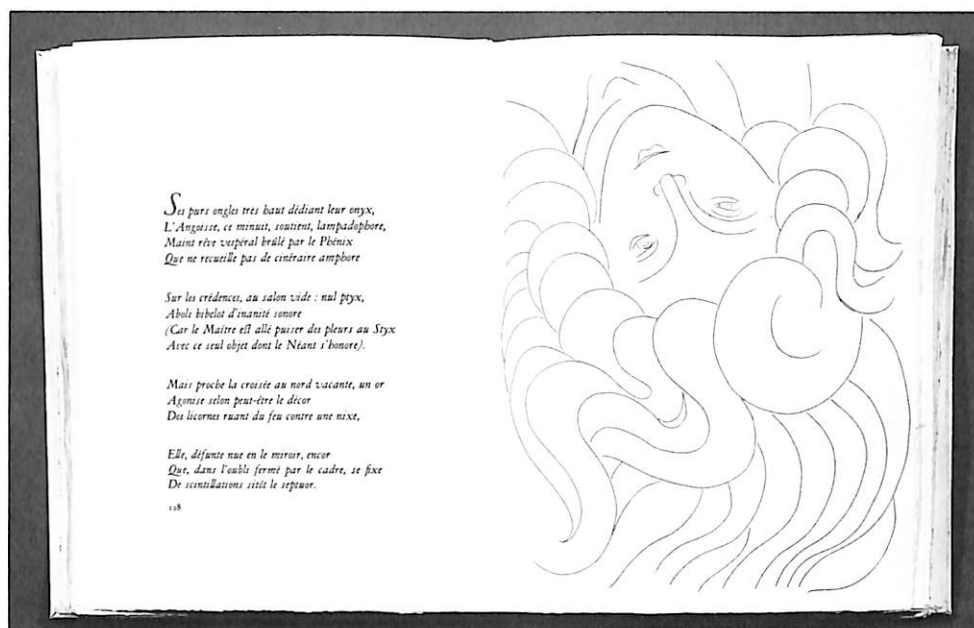 Ses purs ongles très haut dédiant leur onyx,
L'Angoisse, ce minuit, soutient, lampadophore,
Maint rêve vespéral brûlé par le Phénix
Que ne recueille pas de cinéraire amphore
Sur les crédences, au salon vide : nul ptyx,
Aboli bibelot d'inanité sonore
(Car le Maître est allé puiser des pleurs au Styx
Avec ce seul objet dont le Néant s'honore).
Mais proche la croisée au nord vacante, un or
Agonise selon peut-être le décor
Des licornes ruant du feu contre une nixe,
Elle, défunte nue en le miroir, encor
Que, dans l'oubli fermé par le cadre, se fixe
De scintillations sitôt le septuor.
128